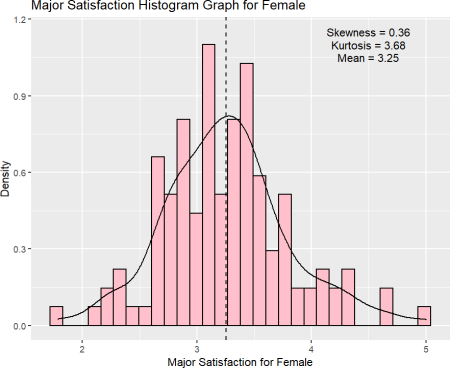 Major Satisfaction Histogram Graph for Female
Skewness = 0.36
Kurtosis = 3.68
Mean = 3.25
1.2
0.9
0.6
0.3
0.0
Density
2 3 4 5
Major Satisfaction for Female